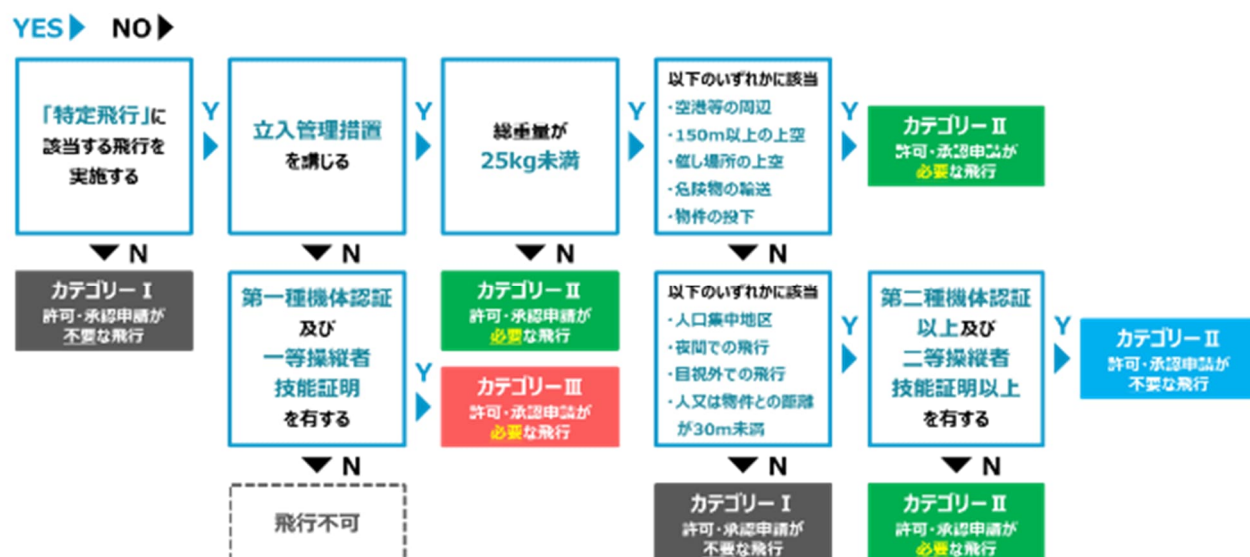 YES NO
「特定飛行」に
該当する飛行を
実施する
Y
立入管理措置
を講じる
Y
総重量が
25kg未満
Y
以下のいずれかに該当
・空港等の周辺
・150m以上の上空
・催し場所の上空
・危険物の輸送
・物件の投下
Y
カテゴリーⅡ
許可・承認申請が
必要な飛行
N
N
N
N
カテゴリーⅠ
許可・承認申請が
不要な飛行
第一種機体認証
及び
一等操縦者
技能証明
を有する
Y
カテゴリーⅡ
許可・承認申請が
必要な飛行
カテゴリーⅢ
許可・承認申請が
必要な飛行
以下のいずれかに該当
・人口集中地区
・夜間での飛行
・目視外での飛行
・人又は物件との距離
が30m未満
Y
第二種機体認証
以上及び
二等操縦者
技能証明以上
を有する
Y
カテゴリーⅡ
許可・承認申請が
不要な飛行
N
N
N
飛行不可
カテゴリーⅠ
許可・承認申請が
不要な飛行
カテゴリーⅡ
許可・承認申請が
必要な飛行